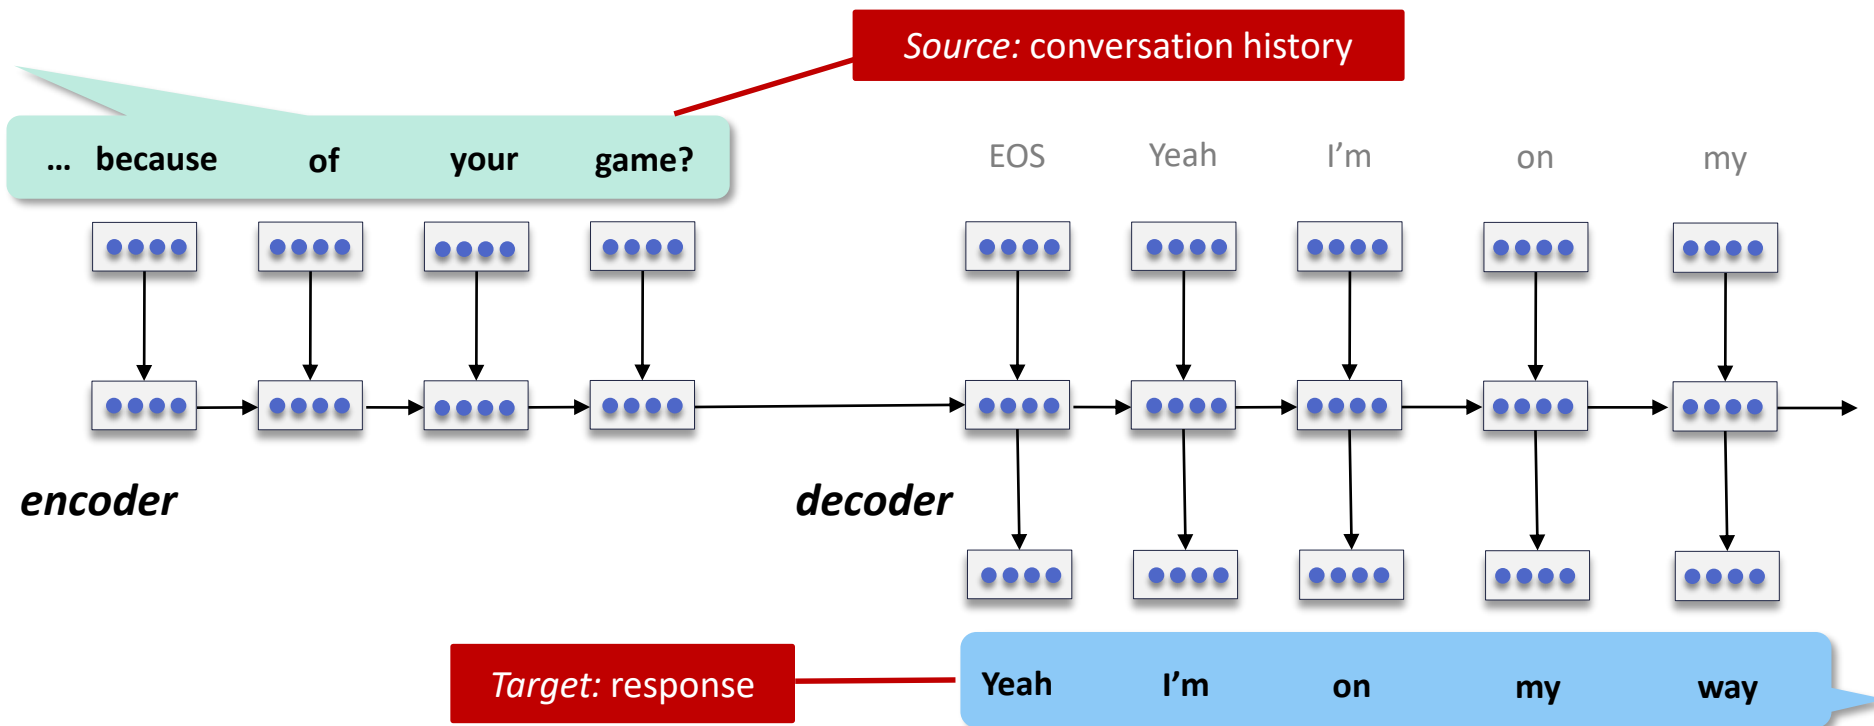 Source: conversation history
... because of your game?
EOS Yeah I'm on my
encoder
decoder
Target: response
Yeah I'm on my way